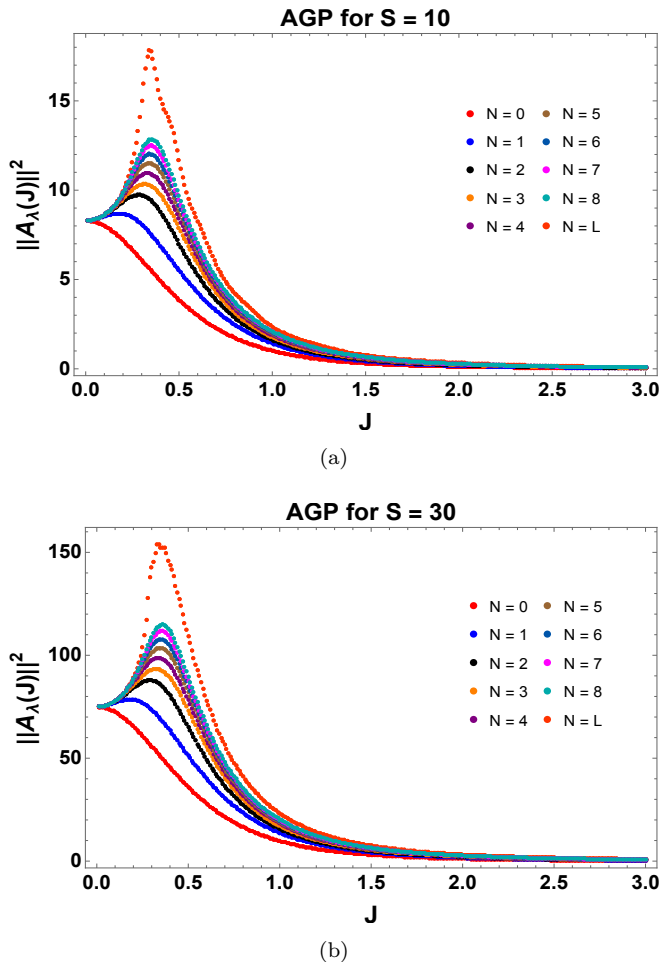 AGP for S = 10
||A_λ(J)||²
15
10
5
0
N = 0 N = 5
N = 1 N = 6
N = 2 N = 7
N = 3 N = 8
N = 4 N = L
0.0 0.5 1.0 1.5 2.0 2.5 3.0
J
(a)
AGP for S = 30
||A_λ(J)||²
150
100
50
0
N = 0 N = 5
N = 1 N = 6
N = 2 N = 7
N = 3 N = 8
N = 4 N = L
0.0 0.5 1.0 1.5 2.0 2.5 3.0
J
(b)